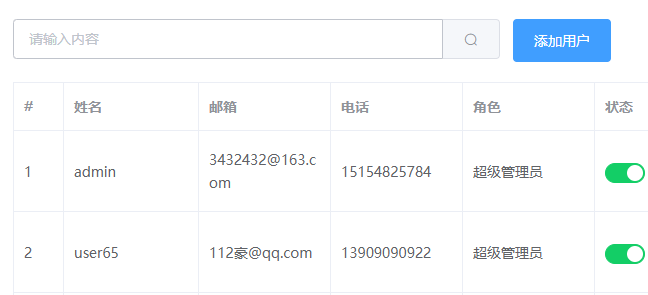 请输入内容
添加用户
# 姓名 邮箱 电话 角色 状态
1 admin 3432432@163.c
om 15154825784 超级管理员
2 user65 112豪@qq.com 13909090922 超级管理员